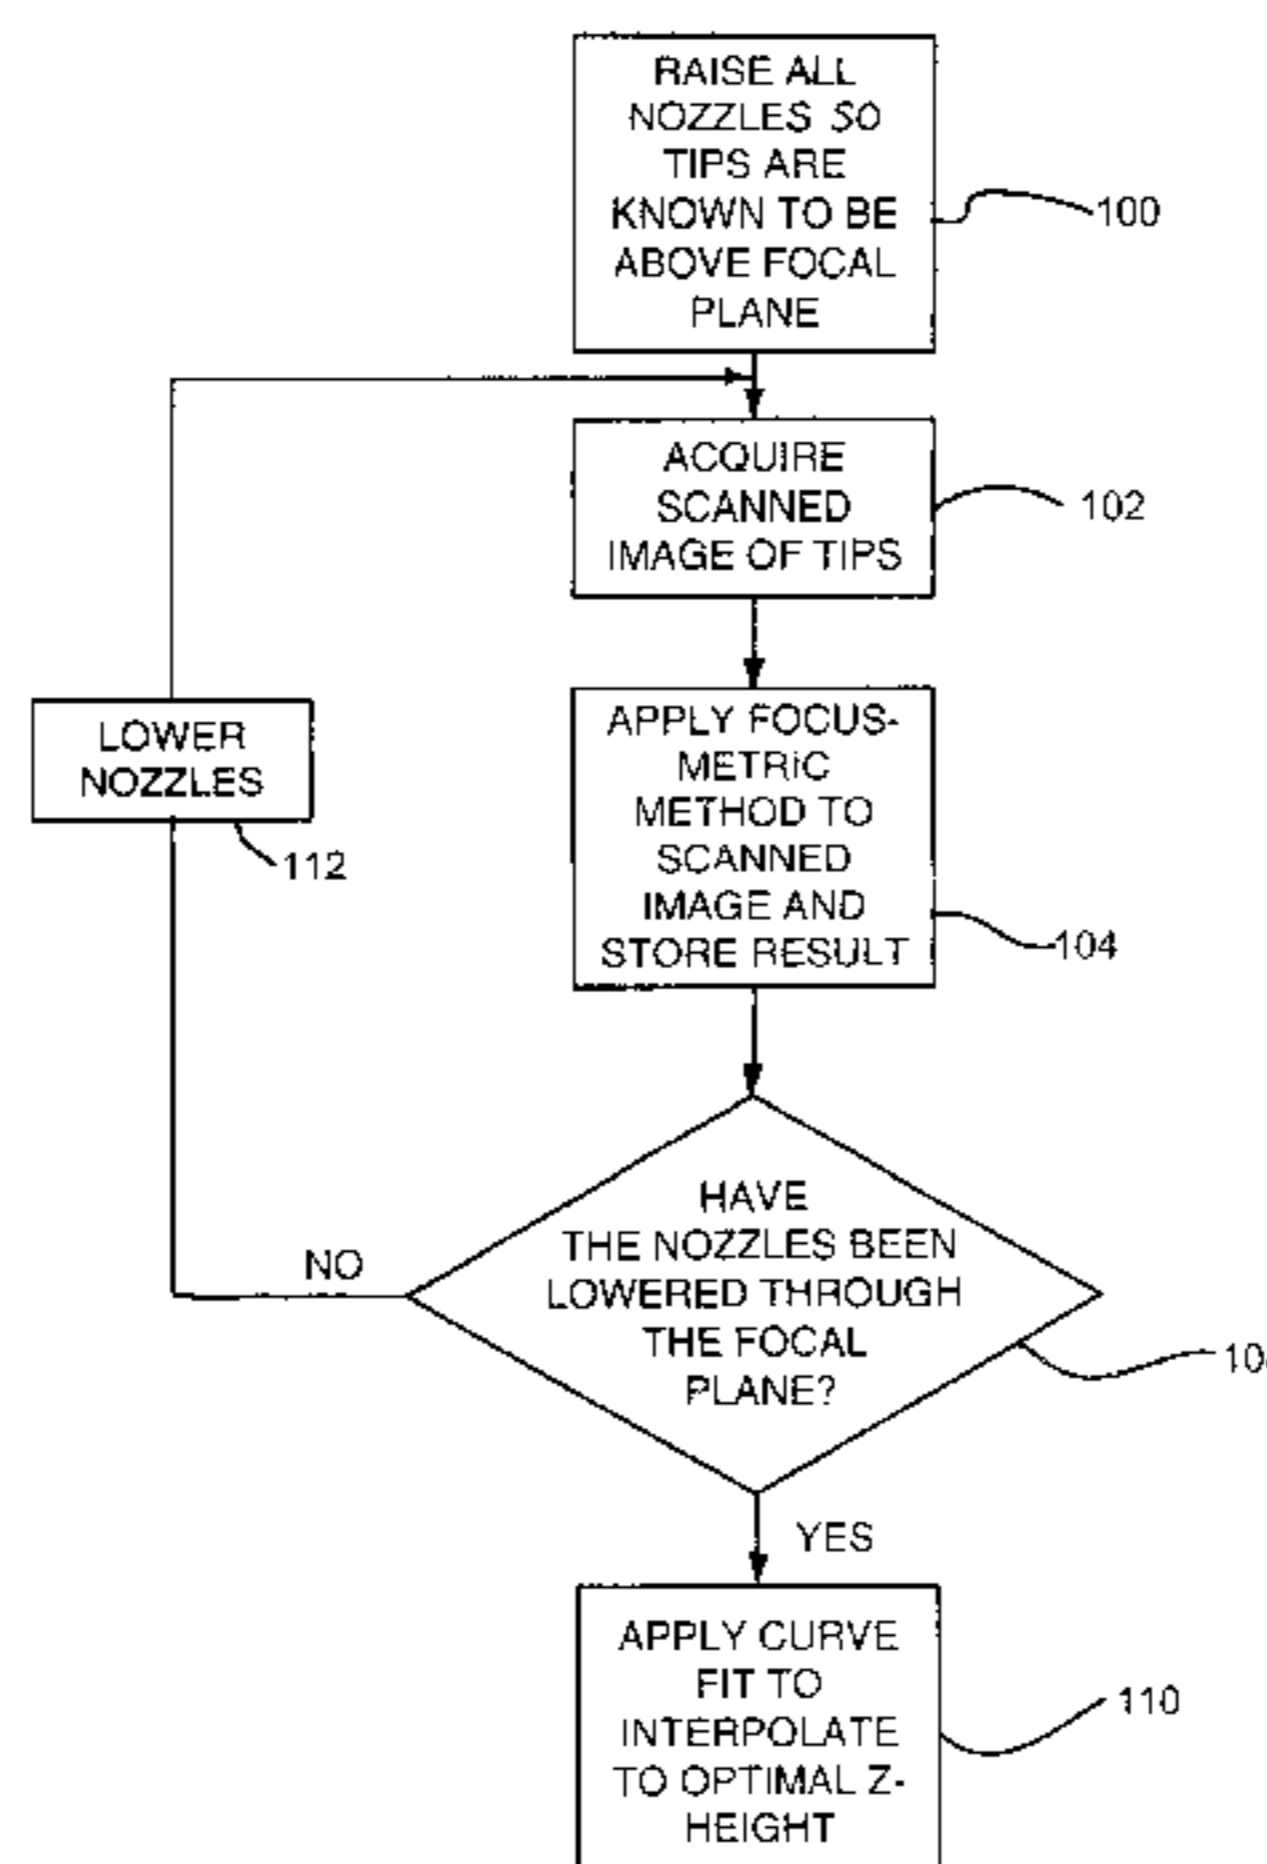 RAISE ALL
NOZZLES SO
TIPS ARE
KNOWN TO BE
ABOVE FOCAL
PLANE
100
ACQUIRE
SCANNED
IMAGE OF TIPS
102
LOWER
NOZZLES
112
APPLY FOCUS-
METRIC
METHOD TO
SCANNED
IMAGE AND
STORE RESULT
104
HAVE
THE NOZZLES BEEN
LOWERED THROUGH
THE FOCAL
PLANE?
NO
YES
APPLY CURVE
FIT TO
INTERPOLATE
TO OPTIMAL Z-
HEIGHT
110